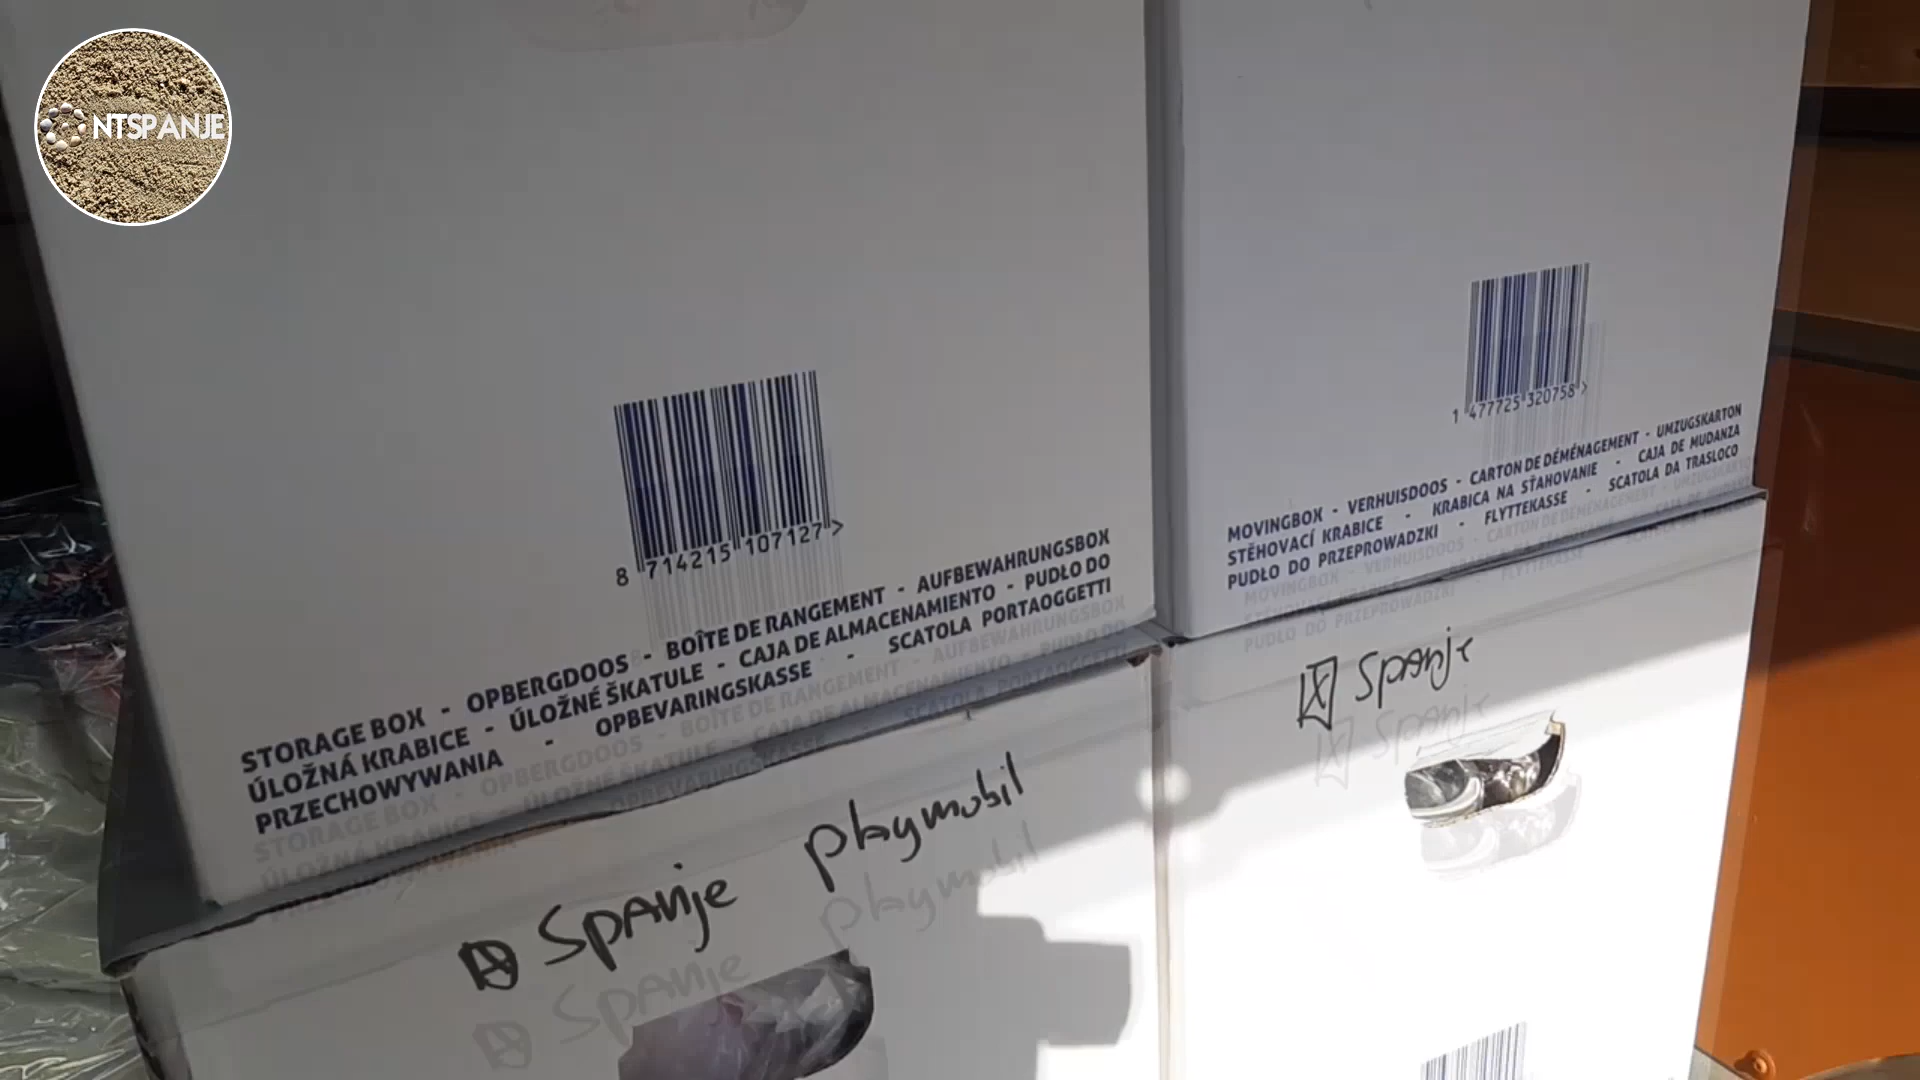 NTSPANJE
8 714215 107127 >
STORAGE BOX - OPBERGDOOS - BOÎTE DE RANGEMENT - AUFBEWAHRUNGSBOX
ÚLOŽNÁ KRABICE - ÚLOŽNÉ ŠKATULE - CAJA DE ALMACENAMIENTO - PUDŁO DO
PRZECHOWYWANIA - OPBEVARINGSKASSE - SCATOLA PORTAOGGETTI
1 477725 320758 >
MOVINGBOX - VERHUISDOOS - CARTON DE DÉMÉNAGEMENT - UMZUGSKARTON
STĚHOVACÍ KRABICE - KRABICA NA SŤAHOVANIE - CAJA DE MUDANZA
PUDŁO DO PRZEPROWADZKI - FLYTTEKASSE - SCATOLA DA TRASLOCO
Spanje playmobil
Spanje